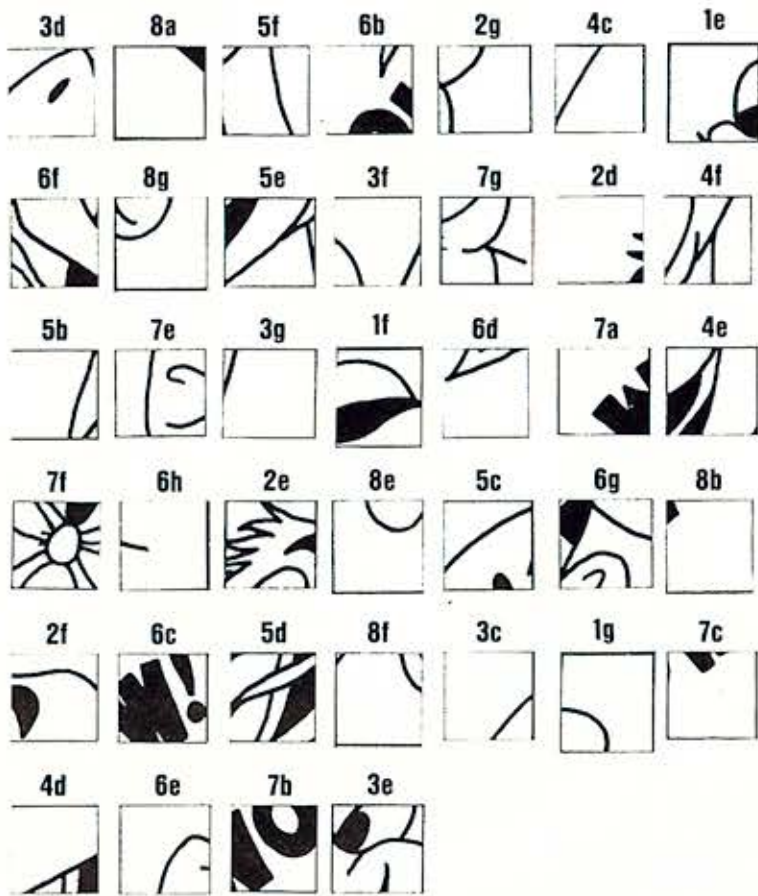 3d 8a 5f 6b 2g 4c 1e
6f 8g 5e 3f 7g 2d 4f
5b 7e 3g 1f 6d 7a 4e
7f 6h 2e 8e 5c 6g 8b
2f 6c 5d 8f 3c 1g 7c
4d 6e 7b 3e